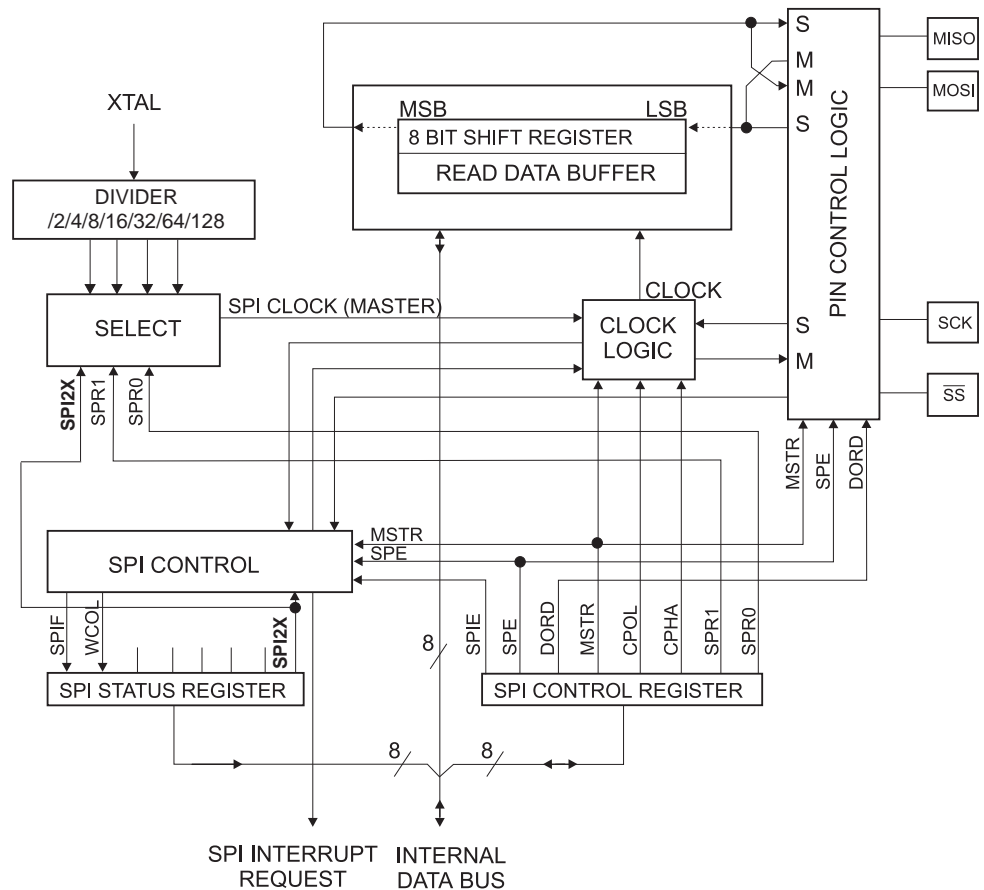 S
MISO
M
M
MOSI
XTAL
MSB
LSB
S
8 BIT SHIFT REGISTER
READ DATA BUFFER
PIN CONTROL LOGIC
DIVIDER
/2/4/8/16/32/64/128
SPI CLOCK (MASTER)
CLOCK
SELECT
CLOCK
LOGIC
S
SCK
M
SPI2X
SPR1
SPR0
SS
MSTR
SPE
DORD
MSTR
SPE
SPI CONTROL
SPIF
WCOL
SPI2X
SPIE
SPE
DORD
MSTR
CPOL
CPHA
SPR1
SPR0
8
SPI STATUS REGISTER
SPI CONTROL REGISTER
8
8
SPI INTERRUPT
REQUEST
INTERNAL
DATA BUS